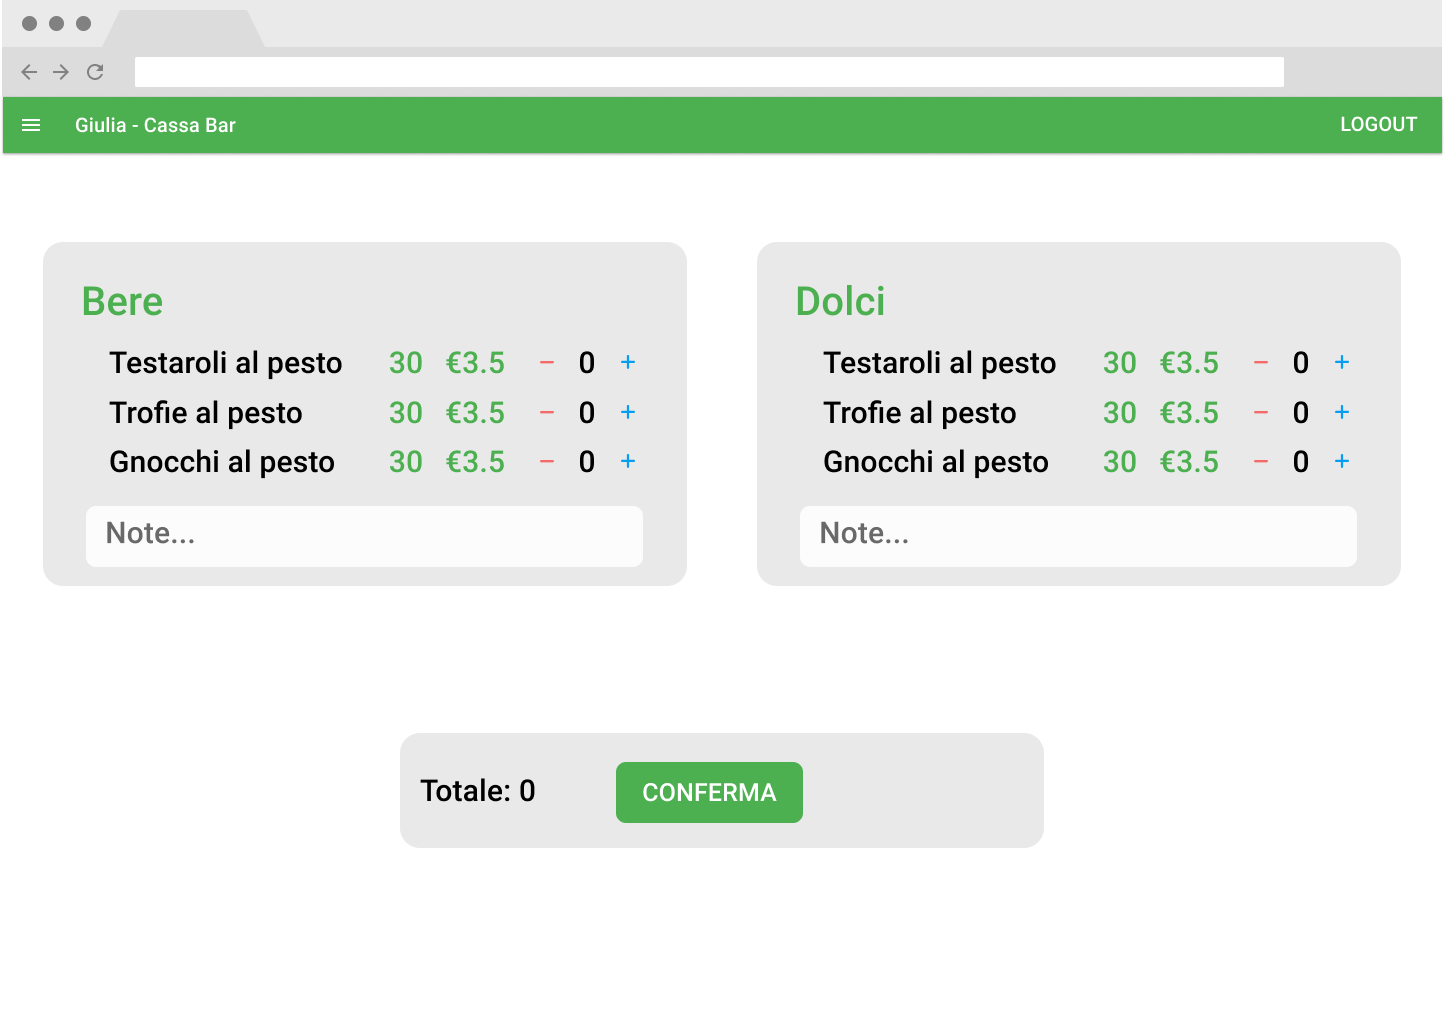 Giulia - Cassa Bar
LOGOUT
Bere
Testaroli al pesto 30 €3.5 − 0 +
Trofie al pesto 30 €3.5 − 0 +
Gnocchi al pesto 30 €3.5 − 0 +
Note...
Dolci
Testaroli al pesto 30 €3.5 − 0 +
Trofie al pesto 30 €3.5 − 0 +
Gnocchi al pesto 30 €3.5 − 0 +
Note...
Totale: 0
CONFERMA